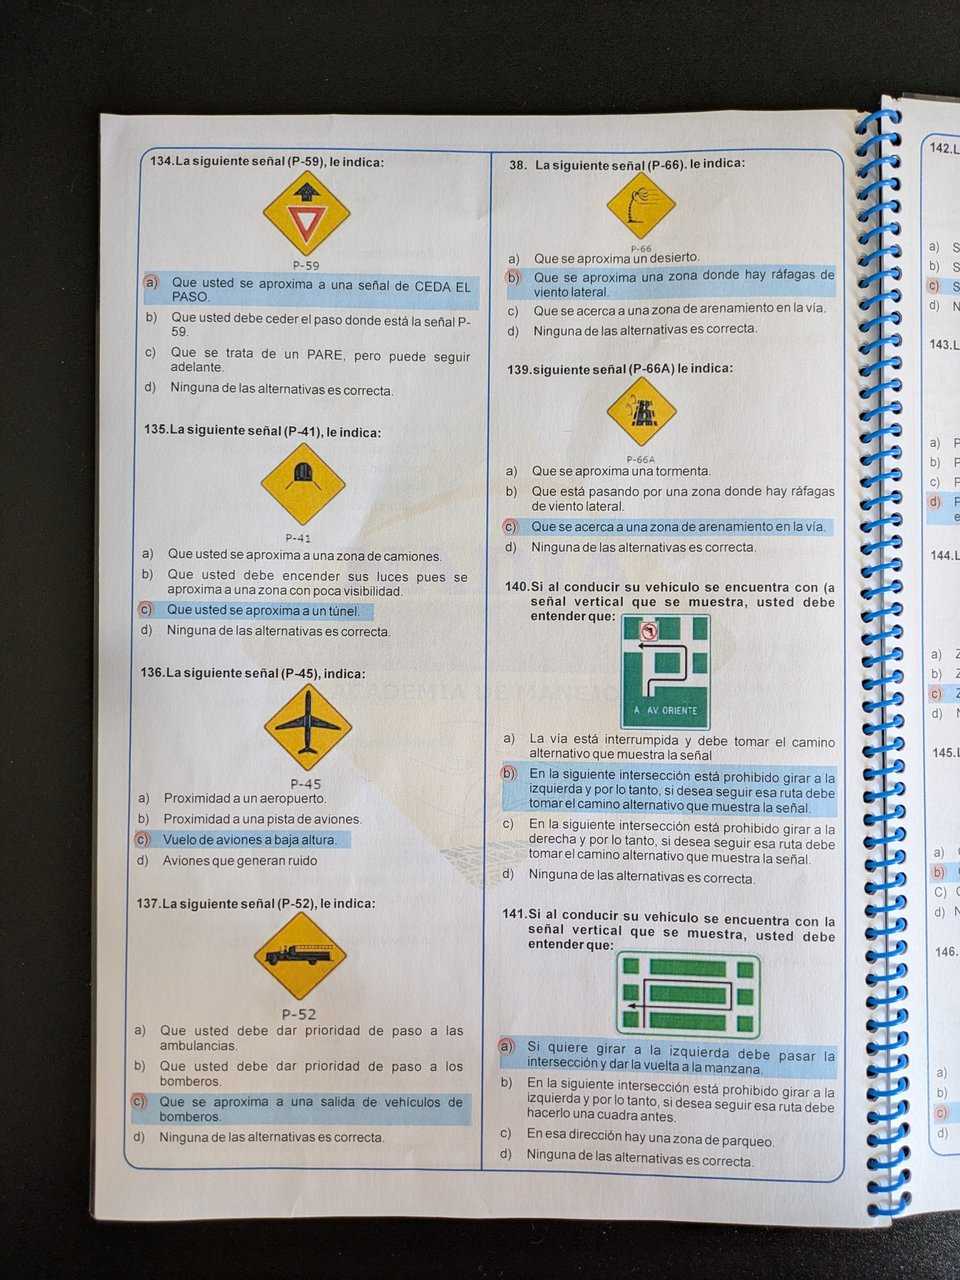 134.La siguiente señal (P-59), le indica:
P-59
a) Que usted se aproxima a una señal de CEDA EL
PASO.
b) Que usted debe ceder el paso donde está la señal P-
59.
c) Que se trata de un PARE, pero puede seguir
adelante.
d) Ninguna de las alternativas es correcta.
135.La siguiente señal (P-41), le indica:
P-41
a) Que usted se aproxima a una zona de camiones.
b) Que usted debe encender sus luces pues se
aproxima a una zona con poca visibilidad.
c) Que usted se aproxima a un túnel.
d) Ninguna de las alternativas es correcta.
136.La siguiente señal (P-45), indica:
P-45
a) Proximidad a un aeropuerto.
b) Proximidad a una pista de aviones.
c) Vuelo de aviones a baja altura.
d) Aviones que generan ruido
137.La siguiente señal (P-52), le indica:
P-52
a) Que usted debe dar prioridad de paso a las
ambulancias.
b) Que usted debe dar prioridad de paso a los
bomberos.
c) Que se aproxima a una salida de vehículos de
bomberos.
d) Ninguna de las alternativas es correcta.
38. La siguiente señal (P-66). le indica:
P-66
a) Que se aproxima un desierto.
b) Que se aproxima una zona donde hay ráfagas de
viento lateral.
c) Que se acerca a una zona de arenamiento en la vía.
d) Ninguna de las alternativas es correcta.
139.siguiente señal (P-66A) le indica:
P-66A
a) Que se aproxima una tormenta.
b) Que está pasando por una zona donde hay ráfagas
de viento lateral.
c) Que se acerca a una zona de arenamiento en la vía.
d) Ninguna de las alternativas es correcta.
140.Si al conducir su vehiculo se encuentra con (a
señal vertical que se muestra, usted debe
entender que:
A AV. ORIENTE
a) La vía está interrumpida y debe tomar el camino
alternativo que muestra la señal
b) En la siguiente intersección está prohibido girar a la
izquierda y por lo tanto, si desea seguir esa ruta debe
tomar el camino alternativo que muestra la señal.
c) En la siguiente intersección está prohibido girar a la
derecha y por lo tanto, si desea seguir esa ruta debe
tomar el camino alternativo que muestra la señal.
d) Ninguna de las alternativas es correcta.
141.Si al conducir su vehiculo se encuentra con la
señal vertical que se muestra, usted debe
entender que:
a) Si quiere girar a la izquierda debe pasar la
intersección y dar la vuelta a la manzana.
b) En la siguiente intersección está prohibido girar a la
izquierda y por lo tanto, si desea seguir esa ruta debe
hacerlo una cuadra antes.
c) En esa dirección hay una zona de parqueo.
d) Ninguna de las alternativas es correcta.
ACADEMIA DE MANEJO
142.L
a) S
b) S
c) S
d) N
143.L
a) P
b) P
c) P
d) P
e
144.L
a) Z
b) Z
c) Z
d) N
145.L
a)
b)
C) C
d) N
146.
a)
b)
c)
d)